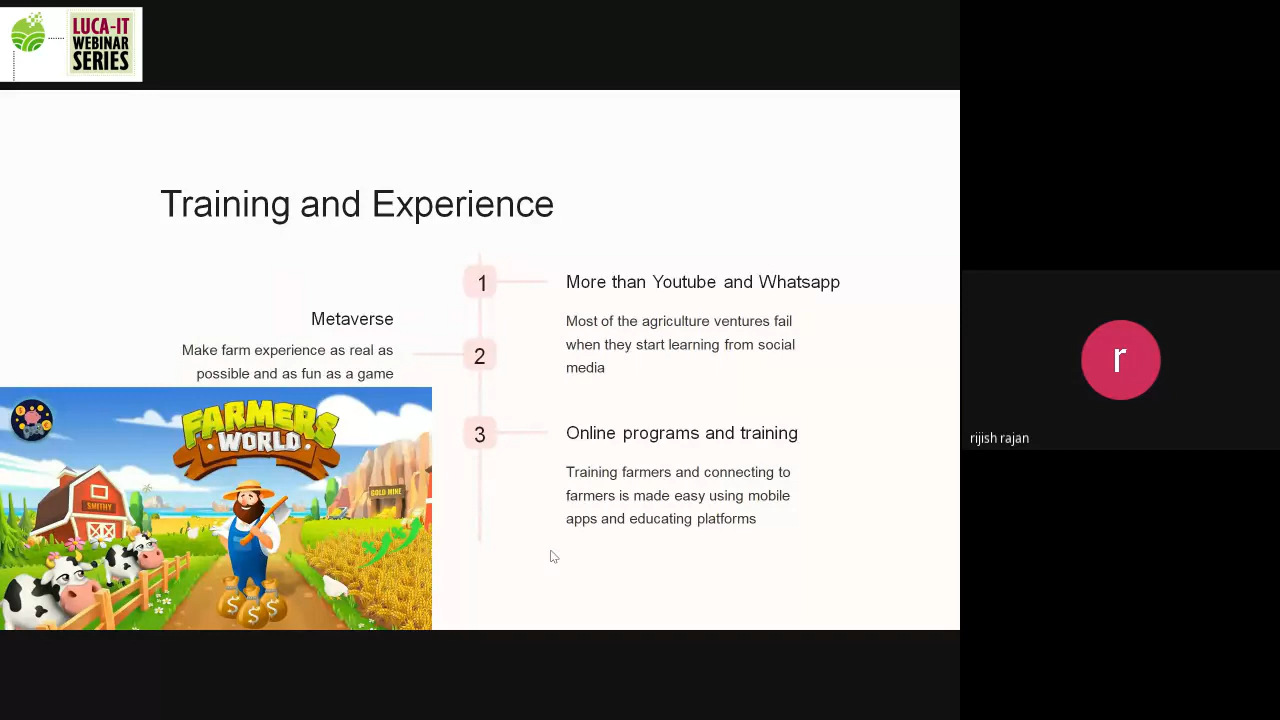 LUCA-IT
WEBINAR
SERIES
Training and Experience
1
More than Youtube and Whatsapp
Most of the agriculture ventures fail
when they start learning from social
media
2
Metaverse
Make farm experience as real as
possible and as fun as a game
3
Online programs and training
Training farmers and connecting to
farmers is made easy using mobile
apps and educating platforms
FARMERS
WORLD
SMITHY
GOLD MINE
$ $ $
r
rijish rajan